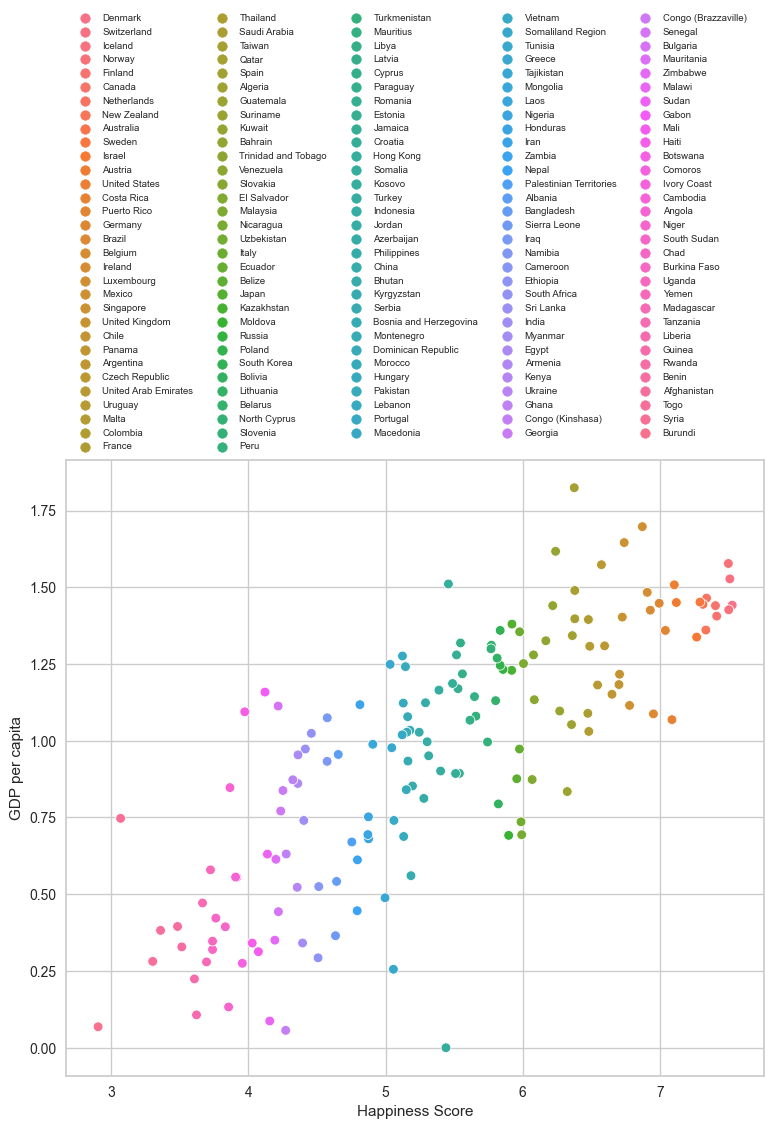 Denmark
Switzerland
Iceland
Norway
Finland
Canada
Netherlands
New Zealand
Australia
Sweden
Israel
Austria
United States
Costa Rica
Puerto Rico
Germany
Brazil
Belgium
Ireland
Luxembourg
Mexico
Singapore
United Kingdom
Chile
Panama
Argentina
Czech Republic
United Arab Emirates
Uruguay
Malta
Colombia
France
Thailand
Saudi Arabia
Taiwan
Qatar
Spain
Algeria
Guatemala
Suriname
Kuwait
Bahrain
Trinidad and Tobago
Venezuela
Slovakia
El Salvador
Malaysia
Nicaragua
Uzbekistan
Italy
Ecuador
Belize
Japan
Kazakhstan
Moldova
Russia
Poland
South Korea
Bolivia
Lithuania
Belarus
North Cyprus
Slovenia
Peru
Turkmenistan
Mauritius
Libya
Latvia
Cyprus
Paraguay
Romania
Estonia
Jamaica
Croatia
Hong Kong
Somalia
Kosovo
Turkey
Indonesia
Jordan
Azerbaijan
Philippines
China
Bhutan
Kyrgyzstan
Serbia
Bosnia and Herzegovina
Montenegro
Dominican Republic
Morocco
Hungary
Pakistan
Lebanon
Portugal
Macedonia
Vietnam
Somaliland Region
Tunisia
Greece
Tajikistan
Mongolia
Laos
Nigeria
Honduras
Iran
Zambia
Nepal
Palestinian Territories
Albania
Bangladesh
Sierra Leone
Iraq
Namibia
Cameroon
Ethiopia
South Africa
Sri Lanka
India
Myanmar
Egypt
Armenia
Kenya
Ukraine
Ghana
Congo (Kinshasa)
Georgia
Congo (Brazzaville)
Senegal
Bulgaria
Mauritania
Zimbabwe
Malawi
Sudan
Gabon
Mali
Haiti
Botswana
Comoros
Ivory Coast
Cambodia
Angola
Niger
South Sudan
Chad
Burkina Faso
Uganda
Yemen
Madagascar
Tanzania
Liberia
Guinea
Rwanda
Benin
Afghanistan
Togo
Syria
Burundi
1.75
1.50
1.25
1.00
0.75
0.50
0.25
0.00
GDP per capita
3 4 5 6 7
Happiness Score